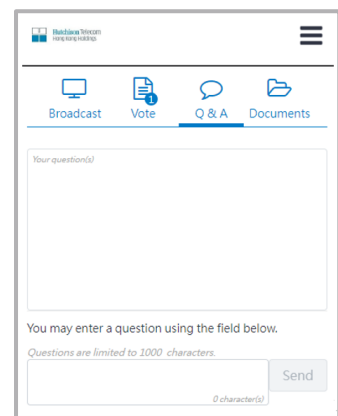 Hutchison Telecom
Hong Kong Holdings
1
Broadcast Vote Q & A Documents
Your question(s)
You may enter a question using the field below.
Questions are limited to 1000 characters.
Send
0 character(s)